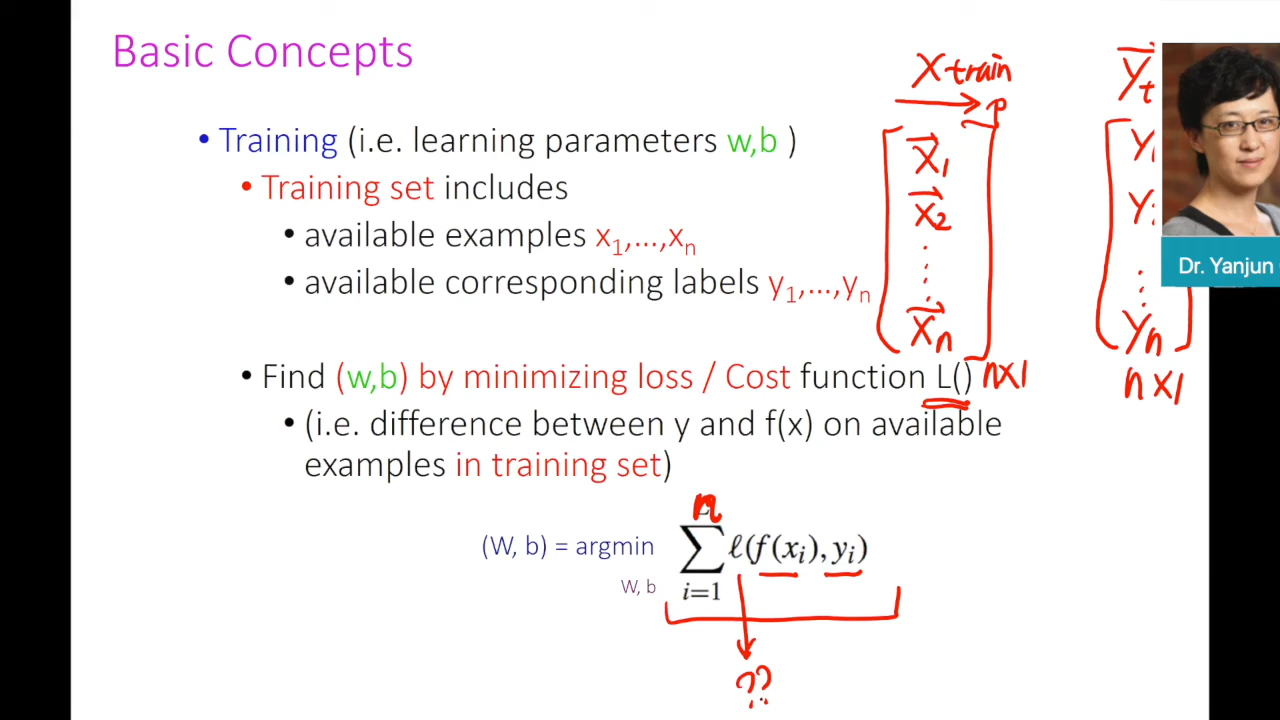 Basic Concepts
• Training (i.e. learning parameters w,b )
• Training set includes
• available examples x₁,…,xₙ
• available corresponding labels y₁,…,yₙ
• Find (w,b) by minimizing loss / Cost function L()
• (i.e. difference between y and f(x) on available
examples in training set)
(W, b) = argmin
W, b
n
∑ ℓ(f(xᵢ), yᵢ)
i=1
??
X train
p
X₁
X₂
⋮
Xₙ
n×1
Yₙ
n×1
Dr. Yanjun